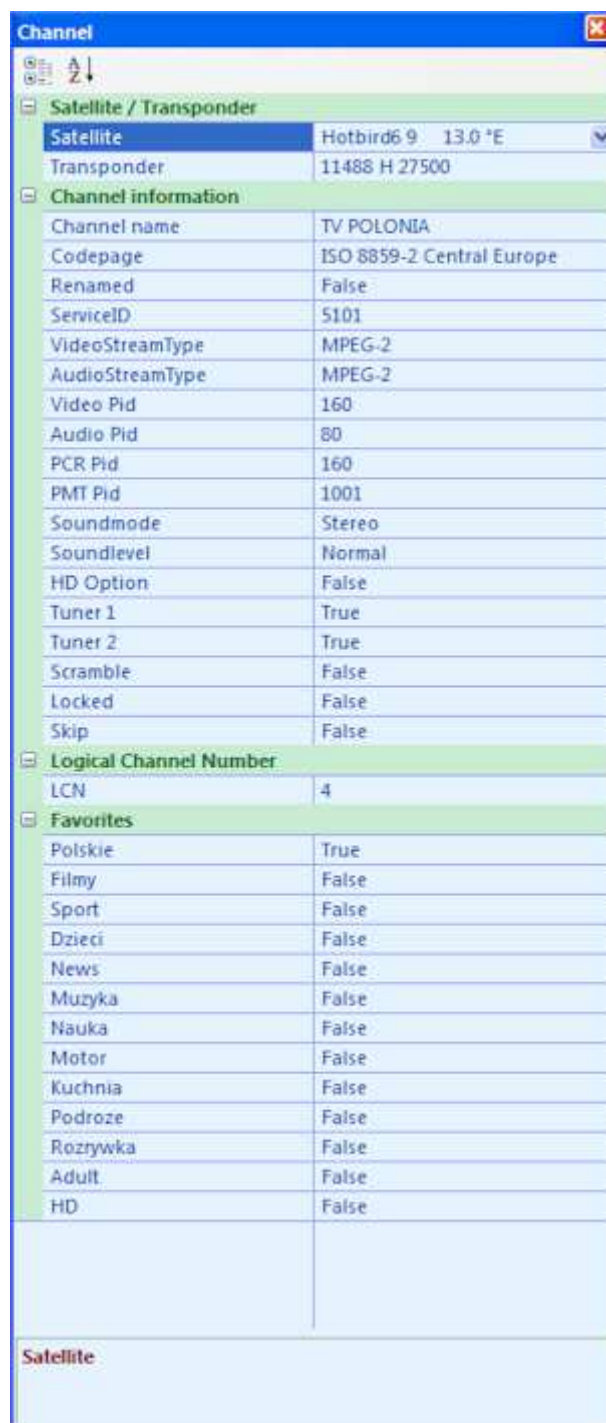 Channel
Satellite / Transponder
Satellite Hotbird6 9 13.0 °E
Transponder 11488 H 27500
Channel information
Channel name TV POLONIA
Codepage ISO 8859-2 Central Europe
Renamed False
ServiceID 5101
VideoStreamType MPEG-2
AudioStreamType MPEG-2
Video Pid 160
Audio Pid 80
PCR Pid 160
PMT Pid 1001
Soundmode Stereo
Soundlevel Normal
HD Option False
Tuner 1 True
Tuner 2 True
Scramble False
Locked False
Skip False
Logical Channel Number
LCN 4
Favorites
Polskie True
Filmy False
Sport False
Dzieci False
News False
Muzyka False
Nauka False
Motor False
Kuchnia False
Podroze False
Rozrywka False
Adult False
HD False
Satellite